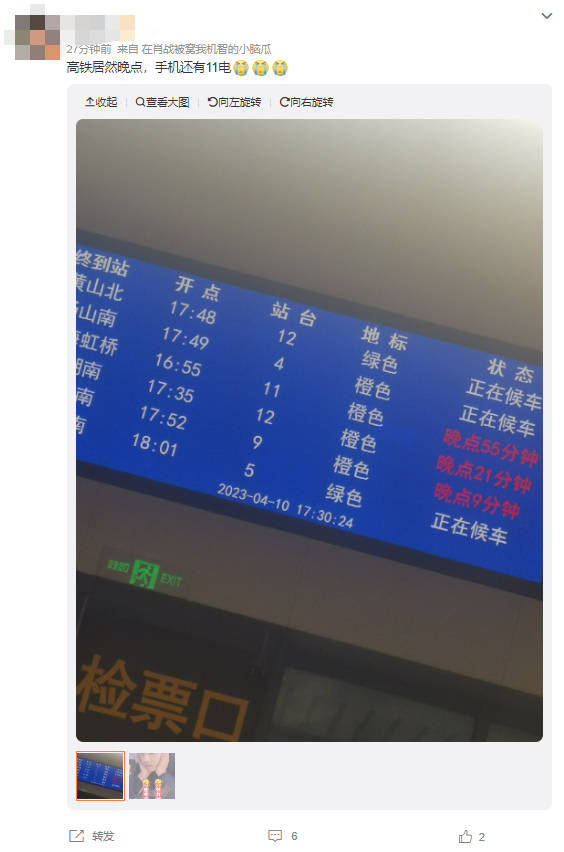 27分钟前 来自 在肖战被窝我机智的小脑瓜
高铁居然晚点，手机还有11电😭😭😭
收起 查看大图 向左旋转 向右旋转
终到站 开点 站台 地标 状态
黄山北 17:48 12 绿色 正在候车
山南 17:49 4 橙色 正在候车
虹桥 16:55 11 橙色 晚点55分钟
南 17:35 12 橙色 晚点21分钟
南 17:52 9 橙色 晚点9分钟
南 18:01 5 绿色 正在候车
2023-04-10 17:30:24
EXIT
检票口
转发 6 2